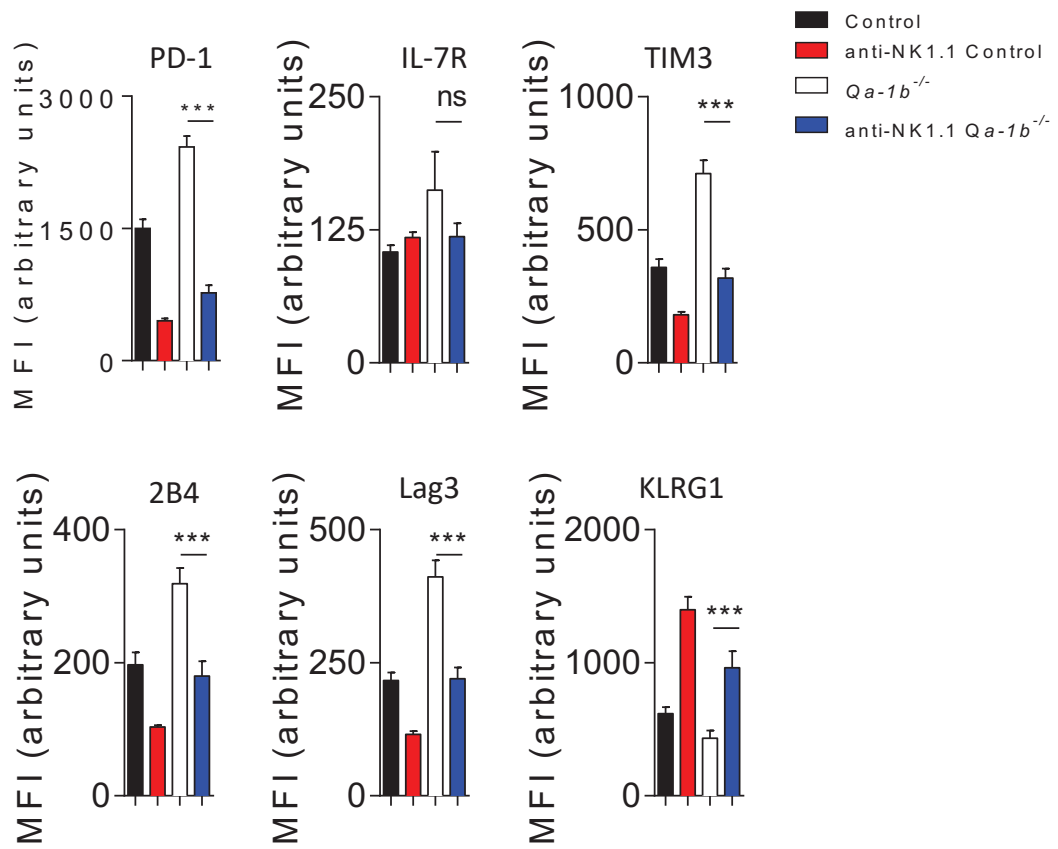 Control
anti-NK1.1 Control
Qa-1b-/-
anti-NK1.1 Qa-1b-/-
PD-1
MFI (arbitrary units)
3000
1500
0
***
IL-7R
MFI (arbitrary units)
250
125
0
ns
TIM3
MFI (arbitrary units)
1000
500
0
***
2B4
MFI (arbitrary units)
400
200
0
***
Lag3
MFI (arbitrary units)
500
250
0
***
KLRG1
MFI (arbitrary units)
2000
1000
0
***